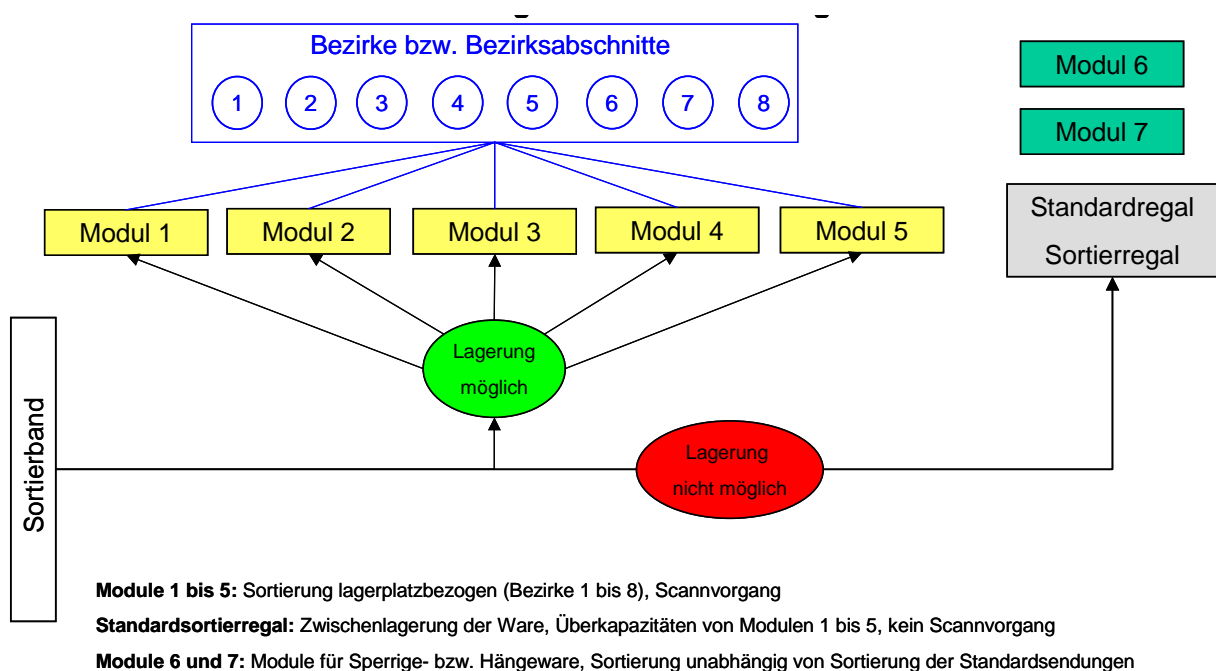 Bezirke bzw. Bezirksabschnitte
1 2 3 4 5 6 7 8
Modul 6
Modul 7
Standardregal
Sortierregal
Modul 1 Modul 2 Modul 3 Modul 4 Modul 5
Lagerung
möglich
Lagerung
nicht möglich
Sortierband
Module 1 bis 5: Sortierung lagerplatzbezogen (Bezirke 1 bis 8), Scannvorgang
Standardsortierregal: Zwischenlagerung der Ware, Überkapazitäten von Modulen 1 bis 5, kein Scannvorgang
Module 6 und 7: Module für Sperrige- bzw. Hängeware, Sortierung unabhängig von Sortierung der Standardsendungen